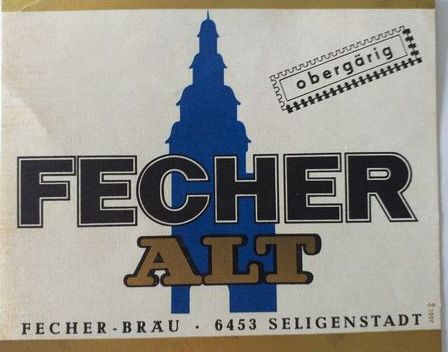 obergärig
FECHER
ALT
FECHER-BRÄU · 6453 SELIGENSTADT